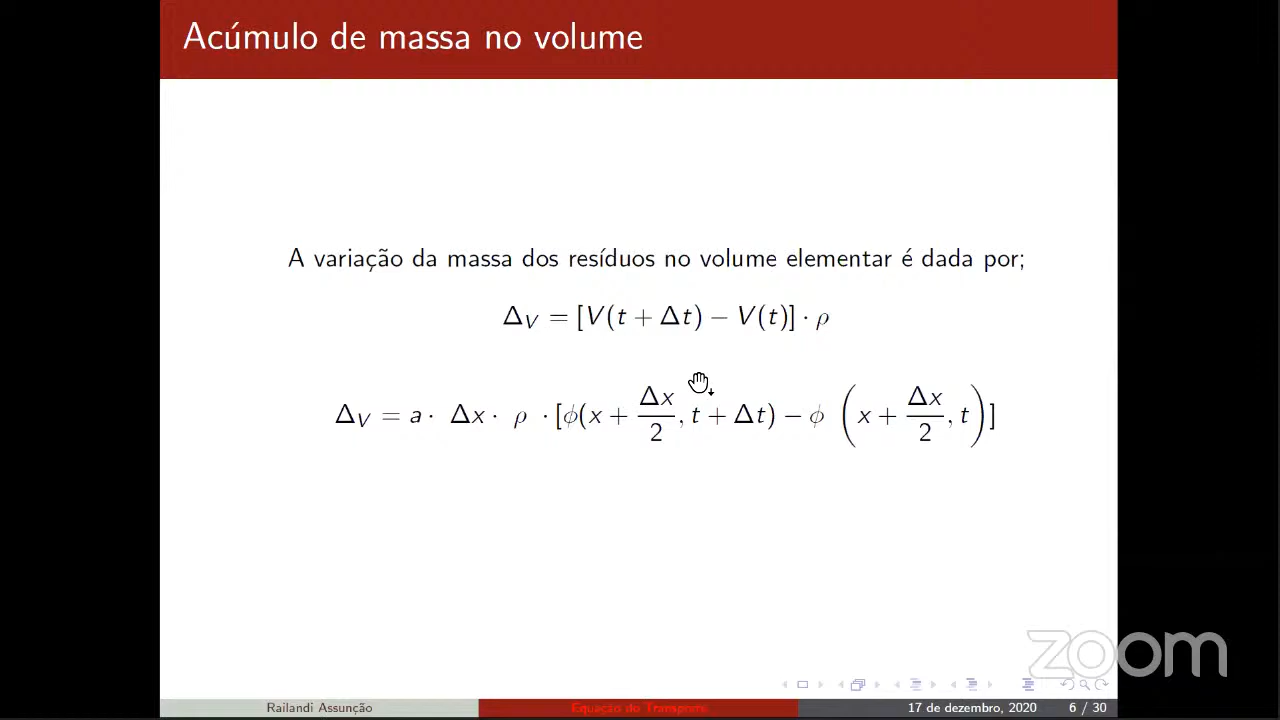 Acúmulo de massa no volume
A variação da massa dos resíduos no volume elementar é dada por;
Δ_V = [V(t + Δt) − V(t)] · ρ
Δ_V = a · Δx · ρ · [ϕ(x + Δx/2, t + Δt) − ϕ (x + Δx/2, t)]
zoom
Railandi Assunção Equação do Transporte 17 de dezembro, 2020 6 / 30